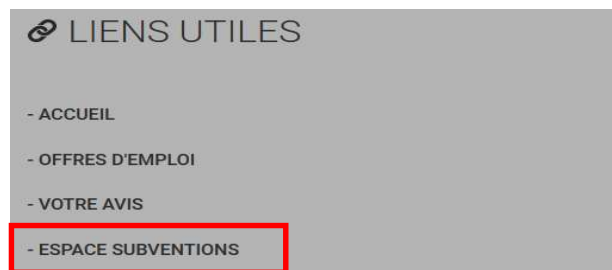 LIENS UTILES
- ACCUEIL
- OFFRES D'EMPLOI
- VOTRE AVIS
- ESPACE SUBVENTIONS